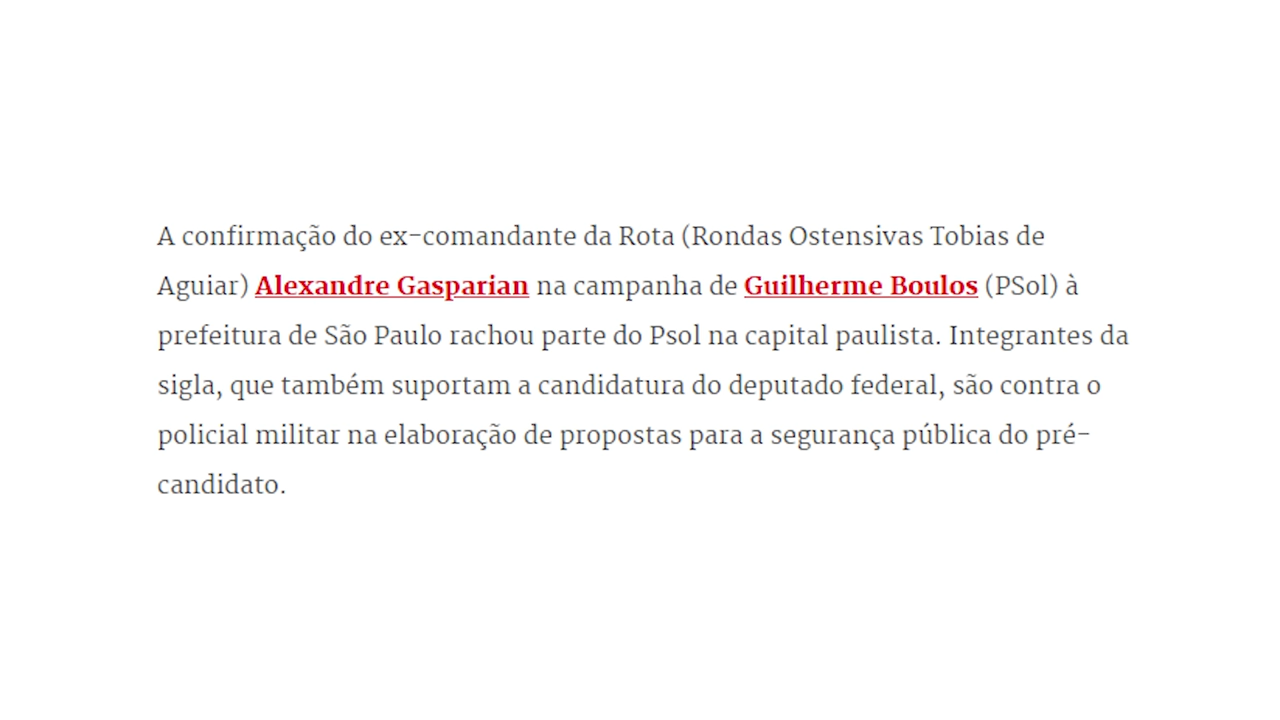 A confirmação do ex-comandante da Rota (Rondas Ostensivas Tobias de
Aguiar) Alexandre Gasparian na campanha de Guilherme Boulos (PSol) à
prefeitura de São Paulo rachou parte do Psol na capital paulista. Integrantes da
sigla, que também suportam a candidatura do deputado federal, são contra o
policial militar na elaboração de propostas para a segurança pública do pré-
candidato.